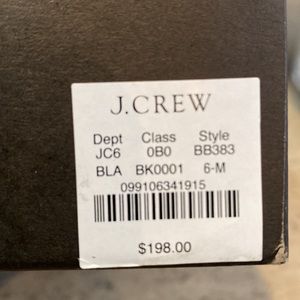 J.CREW
Dept Class Style
JC6 0B0 BB383
BLA BK0001 6-M
099106341915
$198.00